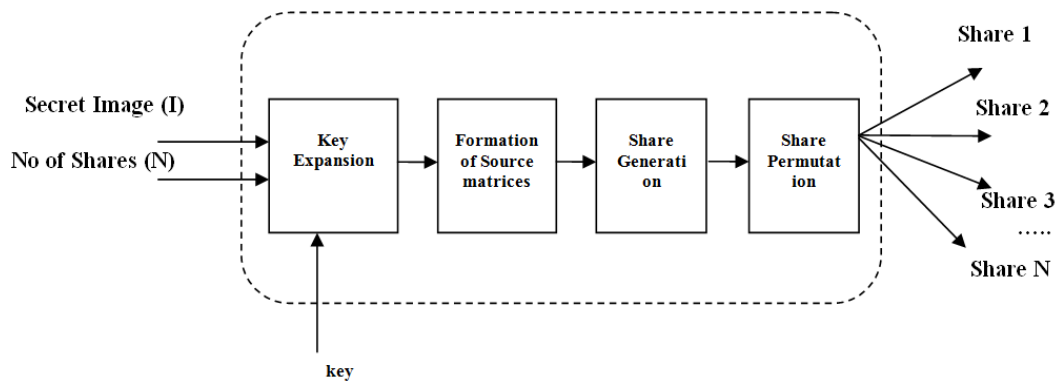 Secret Image (I)
No of Shares (N)
Key
Expansion
Formation
of Source
matrices
Share
Generati
on
Share
Permutat
ion
Share 1
Share 2
Share 3
.....
Share N
key